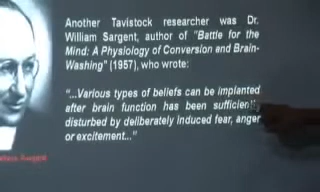 Another Tavistock researcher was Dr.
William Sargent, author of "Battle for the
Mind: A Physiology of Conversion and Brain-
Washing" (1957), who wrote:
"...Various types of beliefs can be implanted
after brain function has been
disturbed by deliberately induced fear, anger
or excitement..."
Sargent